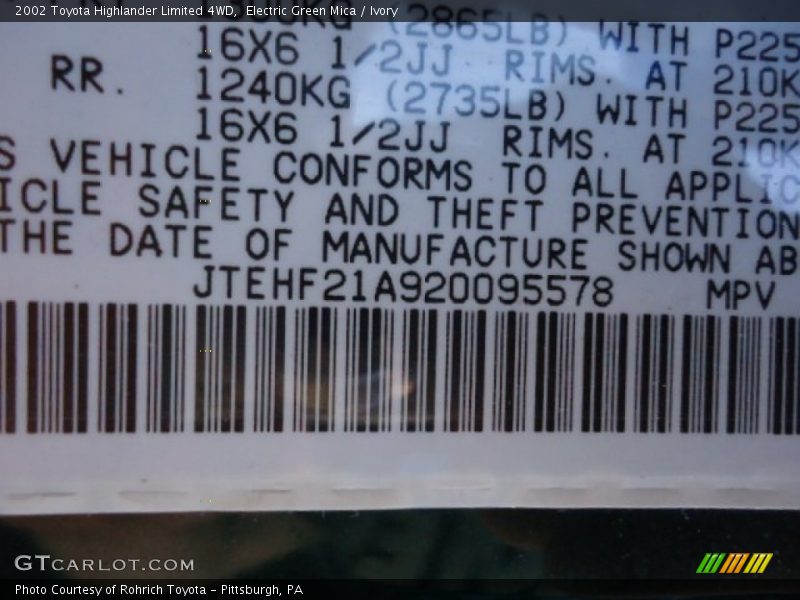 2002 Toyota Highlander Limited 4WD, Electric Green Mica / Ivory
(2865LB) WITH P225
16X6 1/2JJ RIMS. AT 210K
RR. 1240KG (2735LB) WITH P225
16X6 1/2JJ RIMS. AT 210K
S VEHICLE CONFORMS TO ALL APPLIC
ICLE SAFETY AND THEFT PREVENTION
THE DATE OF MANUFACTURE SHOWN AB
JTEHF21A920095578 MPV
GTCARLOT.COM
Photo Courtesy of Rohrich Toyota - Pittsburgh, PA